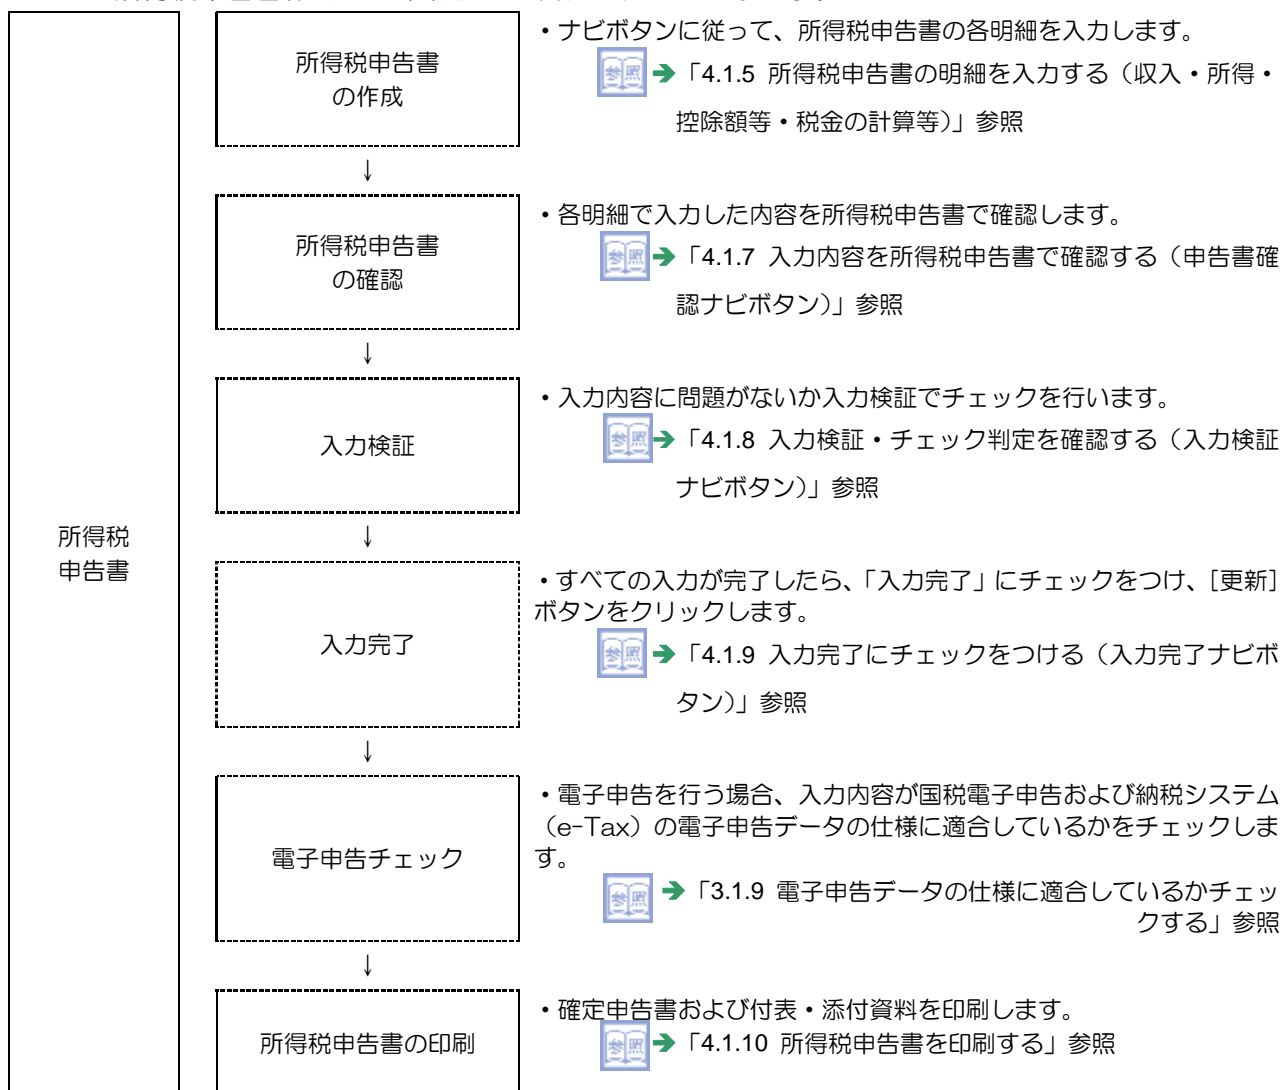 所得税
申告書
所得税申告書
の作成
・ナビボタンに従って、所得税申告書の各明細を入力します。
参照 ➔「4.1.5 所得税申告書の明細を入力する（収入・所得・
控除額等・税金の計算等）」参照
↓
所得税申告書
の確認
・各明細で入力した内容を所得税申告書で確認します。
参照 ➔「4.1.7 入力内容を所得税申告書で確認する（申告書確
認ナビボタン）」参照
↓
入力検証
・入力内容に問題がないか入力検証でチェックを行います。
参照 ➔「4.1.8 入力検証・チェック判定を確認する（入力検証
ナビボタン）」参照
↓
入力完了
・すべての入力が完了したら、「入力完了」にチェックをつけ、［更新］
ボタンをクリックします。
参照 ➔「4.1.9 入力完了にチェックをつける（入力完了ナビボ
タン）」参照
↓
電子申告チェック
・電子申告を行う場合、入力内容が国税電子申告および納税システム
（e-Tax）の電子申告データの仕様に適合しているかをチェックしま
す。
参照 ➔「3.1.9 電子申告データの仕様に適合しているかチェッ
クする」参照
↓
所得税申告書の印刷
・確定申告書および付表・添付資料を印刷します。
参照 ➔「4.1.10 所得税申告書を印刷する」参照